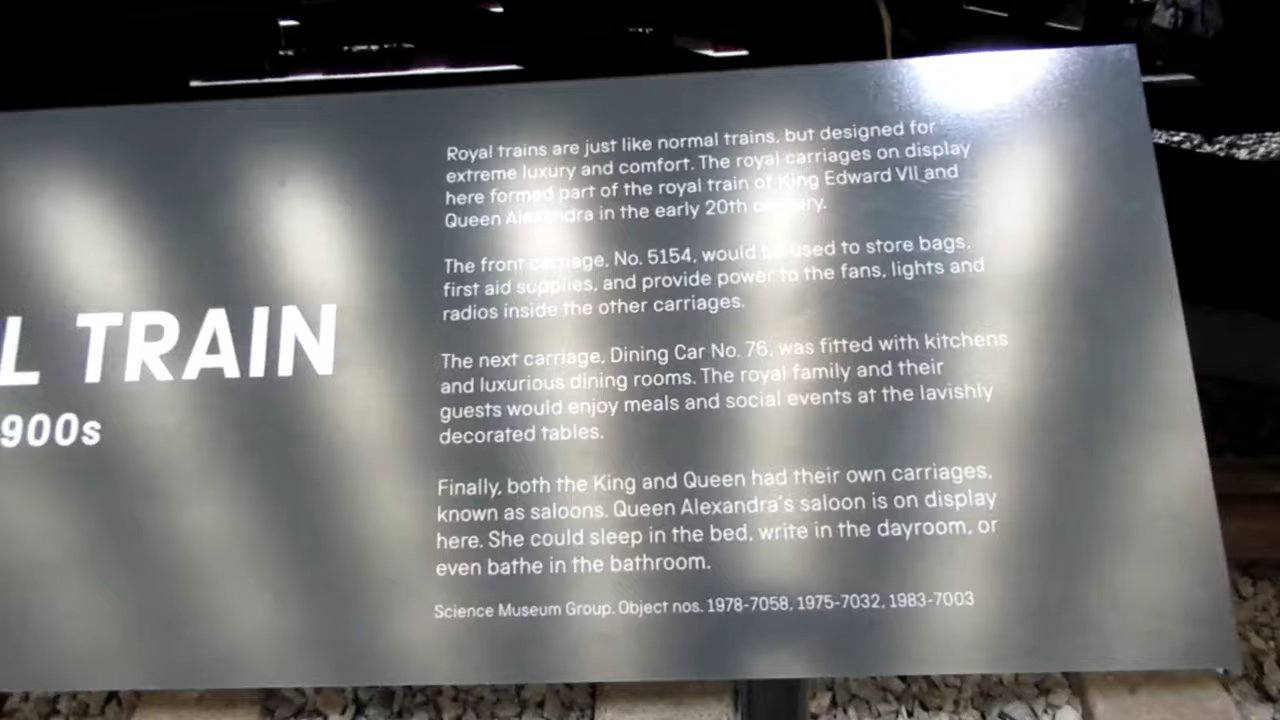 L TRAIN
900s
Royal trains are just like normal trains, but designed for
extreme luxury and comfort. The royal carriages on display
here formed part of the royal train of King Edward VII and
Queen Alexandra in the early 20th century.
The front carriage, No. 5154, would be used to store bags,
first aid supplies, and provide power to the fans, lights and
radios inside the other carriages.
The next carriage, Dining Car No. 76, was fitted with kitchens
and luxurious dining rooms. The royal family and their
guests would enjoy meals and social events at the lavishly
decorated tables.
Finally, both the King and Queen had their own carriages,
known as saloons. Queen Alexandra's saloon is on display
here. She could sleep in the bed, write in the dayroom, or
even bathe in the bathroom.
Science Museum Group. Object nos. 1978-7058, 1975-7032, 1983-7003